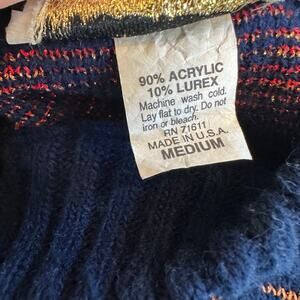 90% ACRYLIC
10% LUREX
Machine wash cold.
Lay flat to dry. Do not
iron or bleach.
RN 71611
MADE IN U.S.A.
MEDIUM